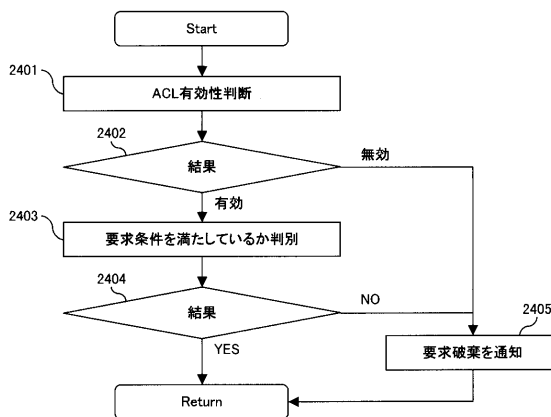 Start
2401
ACL有効性判断
2402
結果
無効
有効
2403
要求条件を満たしているか判別
2404
結果
NO
YES
2405
要求破棄を通知
Return